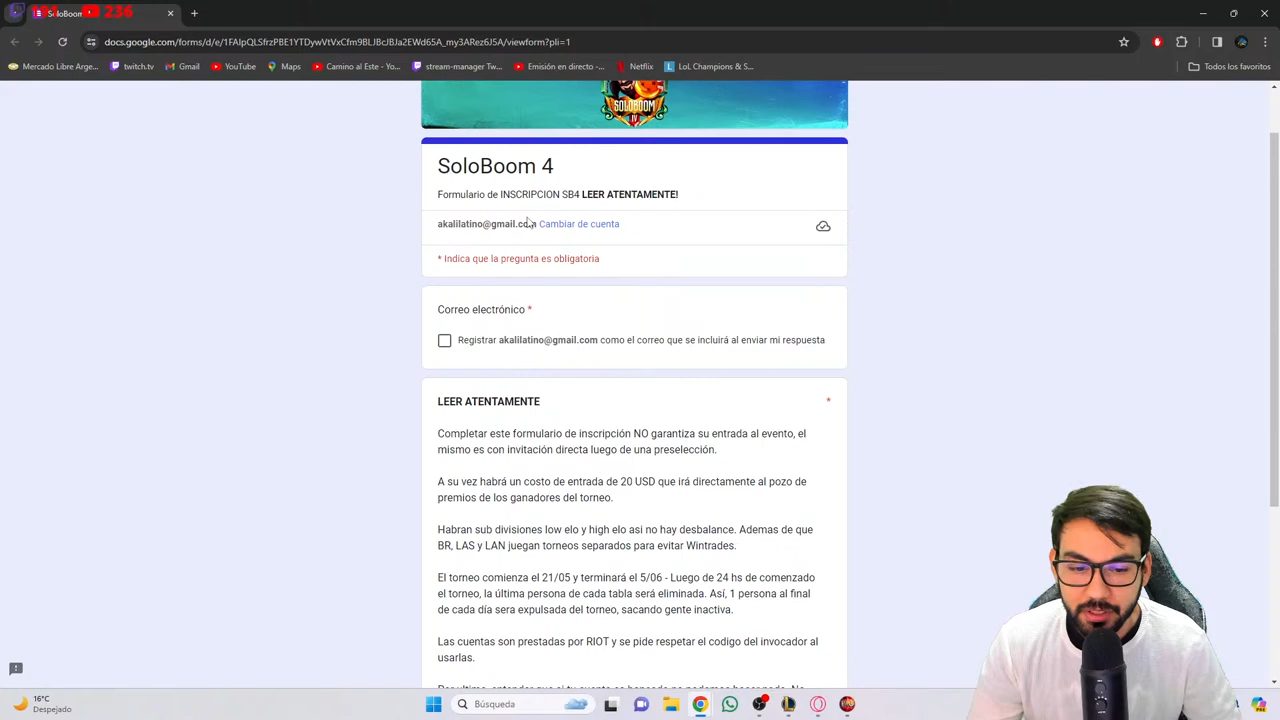 SoloBoom
191 236
docs.google.com/forms/d/e/1FAIpQLSfrzPBE1YTDywVtVxCfm9BLJBcJBJa2eWd65A_my3ARez6J5A/viewform?pli=1
Mercado Libre Arge...
twitch.tv
Gmail
YouTube
Maps
Camino al Este - Yo...
stream-manager Tw...
Emisión en directo -...
Netflix
LoL Champions & S...
Todos los favoritos
SOLOBOOM
TV
SoloBoom 4
Formulario de INSCRIPCION SB4 LEER ATENTAMENTE!
akalilatino@gmail.com Cambiar de cuenta
* Indica que la pregunta es obligatoria
Correo electrónico *
Registrar akalilatino@gmail.com como el correo que se incluirá al enviar mi respuesta
LEER ATENTAMENTE *
Completar este formulario de inscripción NO garantiza su entrada al evento, el
mismo es con invitación directa luego de una preselección.
A su vez habrá un costo de entrada de 20 USD que irá directamente al pozo de
premios de los ganadores del torneo.
Habran sub divisiones low elo y high elo asi no hay desbalance. Ademas de que
BR, LAS y LAN juegan torneos separados para evitar Wintrades.
El torneo comienza el 21/05 y terminará el 5/06 - Luego de 24 hs de comenzado
el torneo, la última persona de cada tabla será eliminada. Así, 1 persona al final
de cada día sera expulsada del torneo, sacando gente inactiva.
Las cuentas son prestadas por RIOT y se pide respetar el codigo del invocador al
usarlas.
16°C
Despejado
Búsqueda